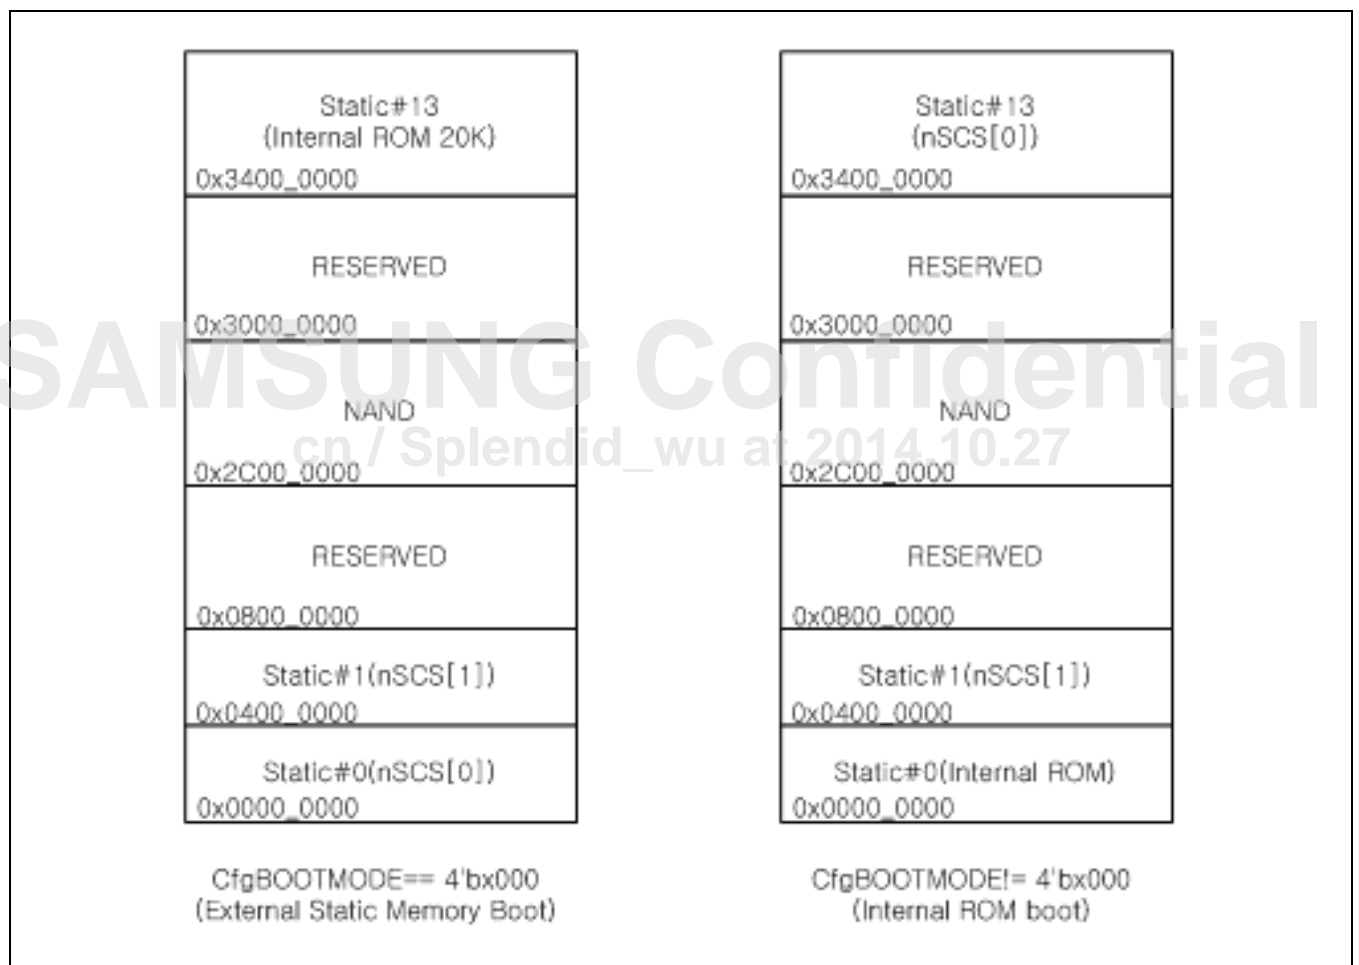 Static#13
(Internal ROM 20K)
0x3400_0000
RESERVED
0x3000_0000
NAND
0x2C00_0000
RESERVED
0x0800_0000
Static#1(nSCS[1])
0x0400_0000
Static#0(nSCS[0])
0x0000_0000
CfgBOOTMODE== 4'bx000
(External Static Memory Boot)
Static#13
(nSCS[0])
0x3400_0000
RESERVED
0x3000_0000
NAND
0x2C00_0000
RESERVED
0x0800_0000
Static#1(nSCS[1])
0x0400_0000
Static#0(Internal ROM)
0x0000_0000
CfgBOOTMODE!= 4'bx000
(Internal ROM boot)
SAMSUNG Confidential
cn / Splendid_wu at 2014.10.27